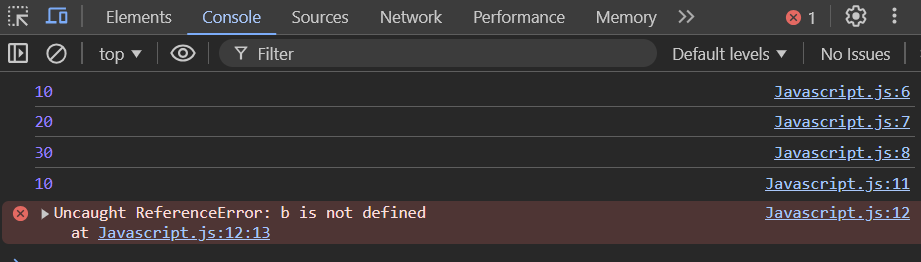 Elements Console Sources Network Performance Memory 1
top Filter Default levels No Issues
10 Javascript.js:6
20 Javascript.js:7
30 Javascript.js:8
10 Javascript.js:11
Uncaught ReferenceError: b is not defined Javascript.js:12
at Javascript.js:12:13